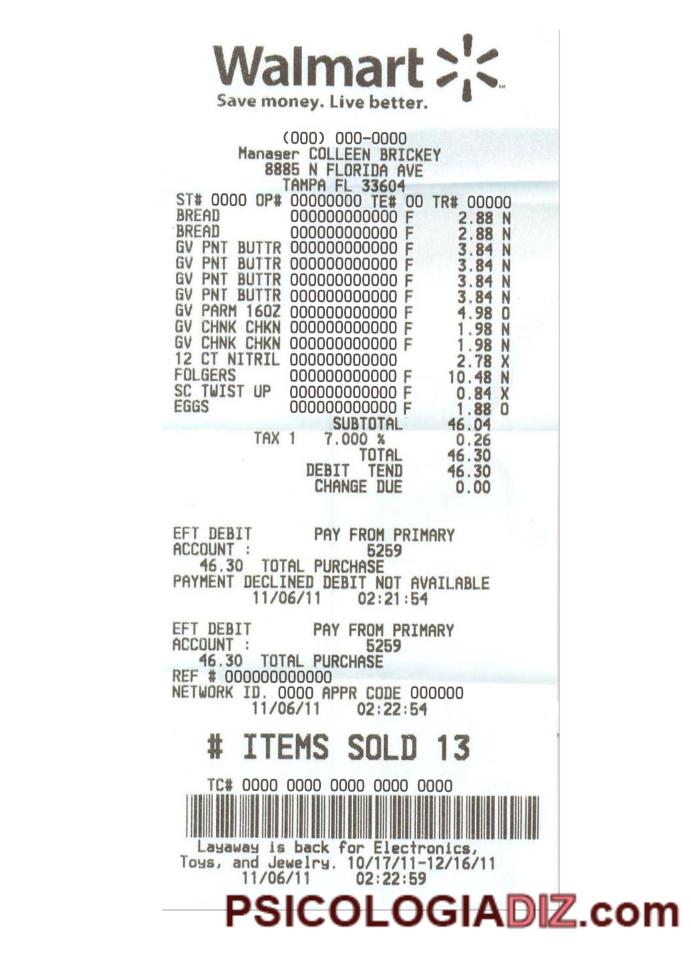 Walmart
Save money. Live better.
(000) 000-0000
Manager COLLEEN BRICKEY
8885 N FLORIDA AVE
TAMPA FL 33604
ST# 0000 OP# 00000000 TE# 00 TR# 00000
BREAD 000000000000 F 2.88 N
BREAD 000000000000 F 2.88 N
GV PNT BUTTR 000000000000 F 3.84 N
GV PNT BUTTR 000000000000 F 3.84 N
GV PNT BUTTR 000000000000 F 3.84 N
GV PNT BUTTR 000000000000 F 3.84 N
GV PARM 16OZ 000000000000 F 4.98 O
GV CHNK CHKN 000000000000 F 1.98 N
GV CHNK CHKN 000000000000 F 1.98 N
12 CT NITRIL 000000000000 2.78 X
FOLGERS 000000000000 F 10.48 N
SC TWIST UP 000000000000 F 0.84 X
EGGS 000000000000 F 1.88 O
SUBTOTAL 46.04
TAX 1 7.000 % 0.26
TOTAL 46.30
DEBIT TEND 46.30
CHANGE DUE 0.00
EFT DEBIT PAY FROM PRIMARY
ACCOUNT : 5259
46.30 TOTAL PURCHASE
PAYMENT DECLINED DEBIT NOT AVAILABLE
11/06/11 02:21:54
EFT DEBIT PAY FROM PRIMARY
ACCOUNT : 5259
46.30 TOTAL PURCHASE
REF # 000000000000
NETWORK ID. 0000 APPR CODE 000000
11/06/11 02:22:54
# ITEMS SOLD 13
TC# 0000 0000 0000 0000 0000
Layaway is back for Electronics,
Toys, and Jewelry. 10/17/11-12/16/11
11/06/11 02:22:59
PSICOLOGIADIZ.com